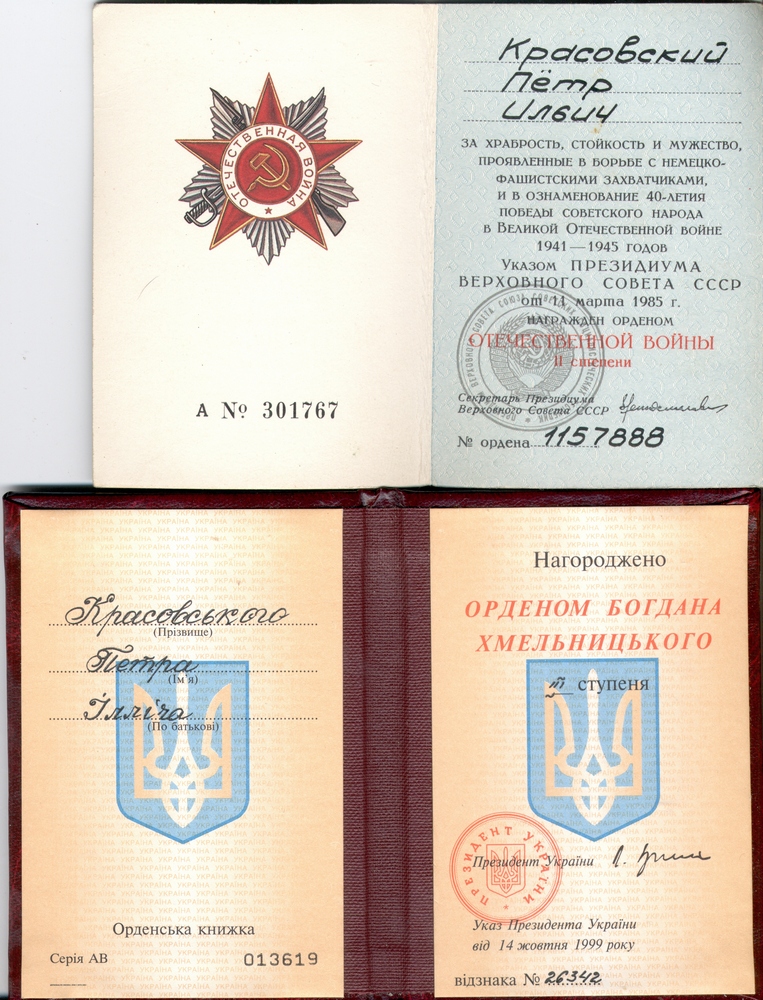 ОТЕЧЕСТВЕННАЯ ВОЙНА
А № 301767
Красовский
Пётр
Ильич
ЗА ХРАБРОСТЬ, СТОЙКОСТЬ И МУЖЕСТВО,
ПРОЯВЛЕННЫЕ В БОРЬБЕ С НЕМЕЦКО-
ФАШИСТСКИМИ ЗАХВАТЧИКАМИ,
И В ОЗНАМЕНОВАНИЕ 40-ЛЕТИЯ
ПОБЕДЫ СОВЕТСКОГО НАРОДА
В ВЕЛИКОЙ ОТЕЧЕСТВЕННОЙ ВОЙНЕ
1941—1945 ГОДОВ
УКАЗОМ ПРЕЗИДИУМА
ВЕРХОВНОГО СОВЕТА СССР
от 11 марта 1985 г.
НАГРАЖДЕН ОРДЕНОМ
ОТЕЧЕСТВЕННОЙ ВОЙНЫ
II степени
Секретарь Президиума
Верховного Совета СССР
№ ордена 1157888
Красовського
(Прізвище)
Петра
(Ім'я)
Ілліча
(По батькові)
Орденська книжка
Серія АВ 013619
Нагороджено
ОРДЕНОМ БОГДАНА
ХМЕЛЬНИЦЬКОГО
III ступеня
ПРЕЗИДЕНТ УКРАЇНИ
Президент України
Указ Президента України
від 14 жовтня 1999 року
відзнака № 26342